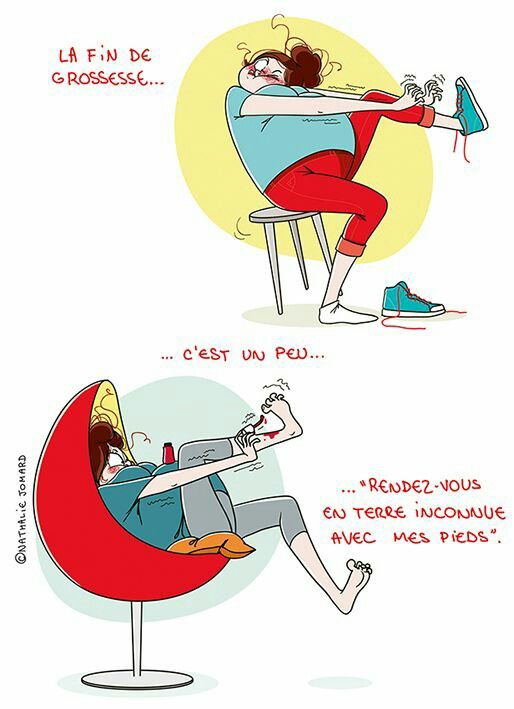 LA FIN DE
GROSSESSE...
... C'EST UN PEU...
... "RENDEZ-VOUS
EN TERRE INCONNUE
AVEC MES PIEDS".
©NATHALIE JOMARD